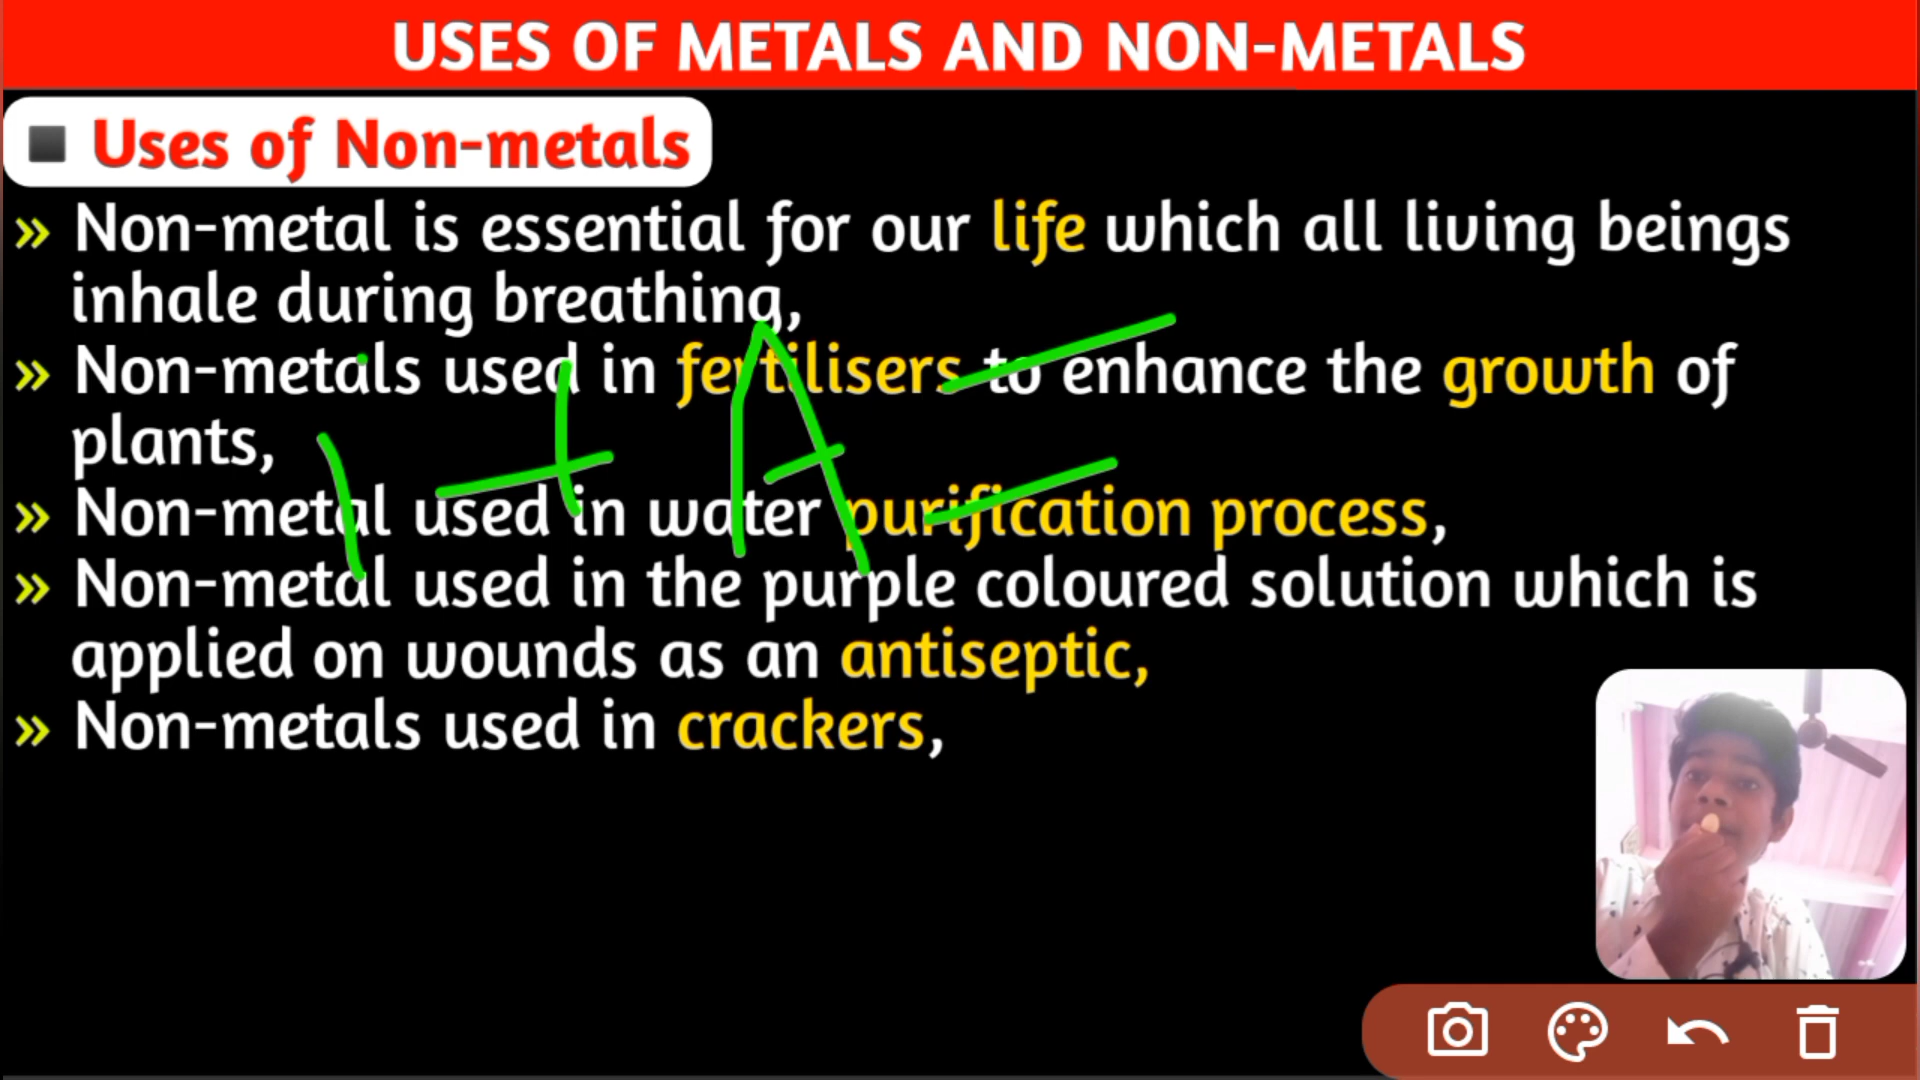 USES OF METALS AND NON-METALS
■ Uses of Non-metals
» Non-metal is essential for our life which all living beings
inhale during breathing,
» Non-metals used in fertilisers to enhance the growth of
plants,
» Non-metal used in water purification process,
» Non-metal used in the purple coloured solution which is
applied on wounds as an antiseptic,
» Non-metals used in crackers,
1 + A =